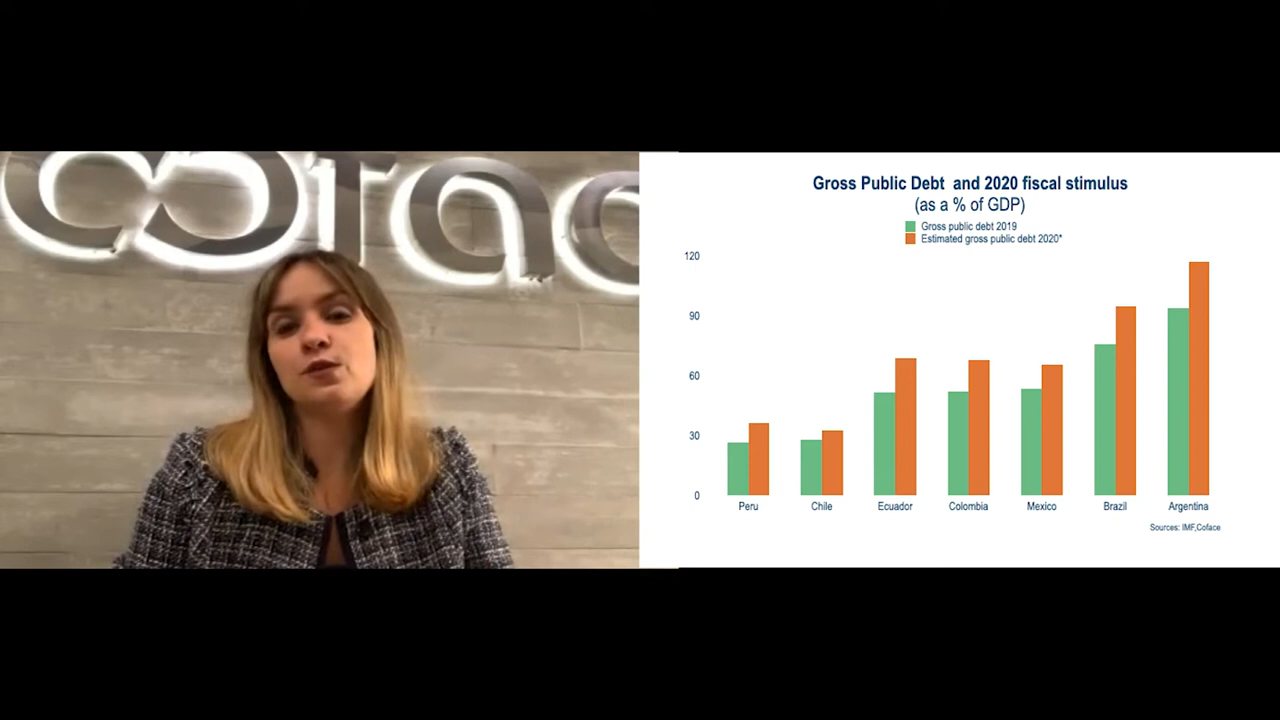 cofac
Gross Public Debt and 2020 fiscal stimulus
(as a % of GDP)
Gross public debt 2019
Estimated gross public debt 2020*
120
90
60
30
0
Peru Chile Ecuador Colombia Mexico Brazil Argentina
Sources: IMF,Coface